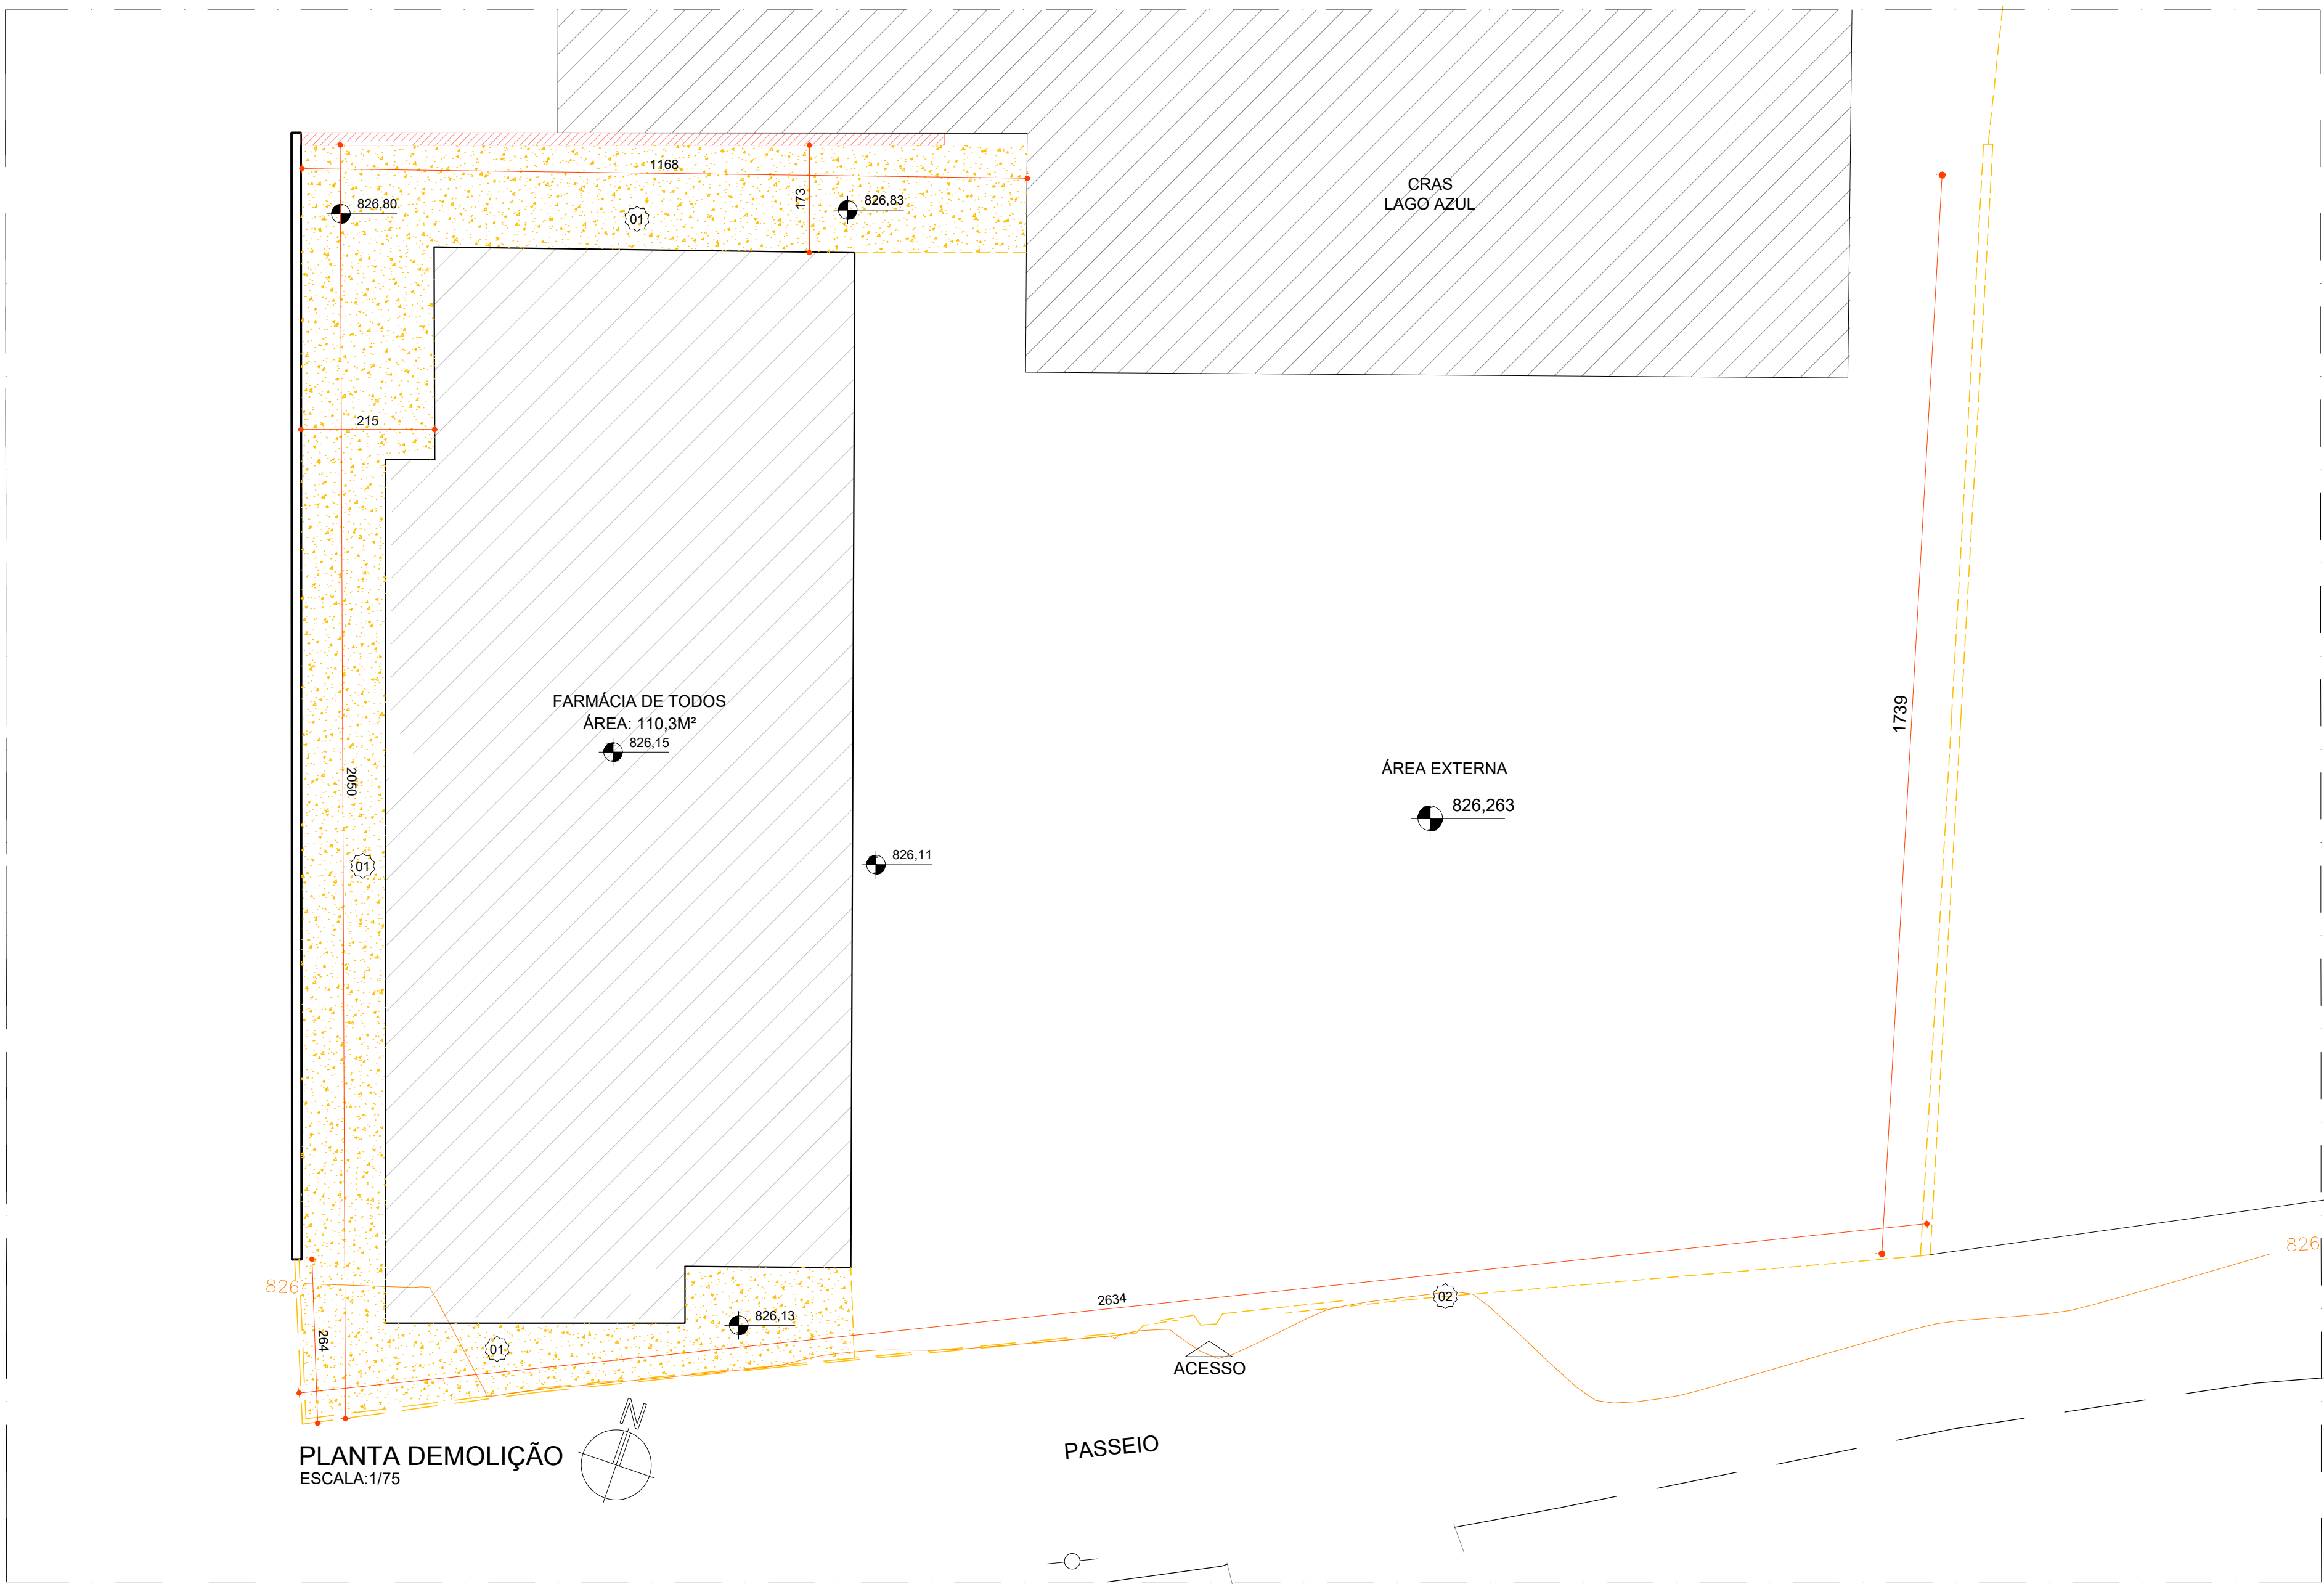 1168
173
826,80
826,83
01
CRAS
LAGO AZUL
215
FARMÁCIA DE TODOS
ÁREA: 110,3M²
826,15
2050
1739
ÁREA EXTERNA
826,263
826,11
01
826
826
264
826,13
2634
02
01
ACESSO
N
PLANTA DEMOLIÇÃO
ESCALA:1/75
PASSEIO